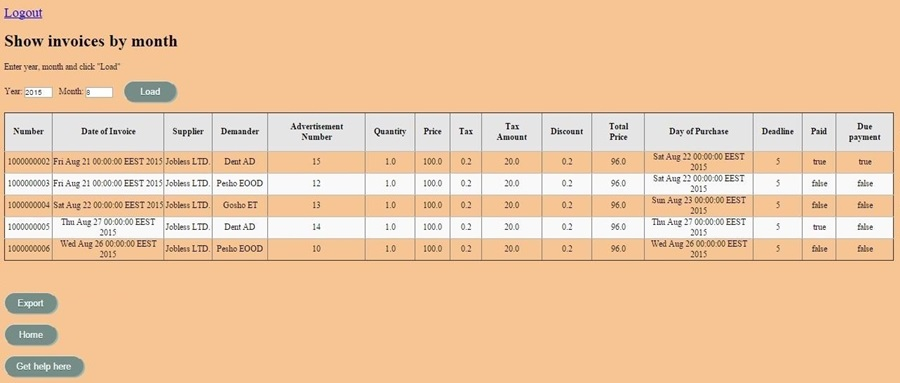 Logout
Show invoices by month
Enter year, month and click "Load"
Year: 2015 Month: 8 Load
Number Date of Invoice Supplier Demander Advertisement Number Quantity Price Tax Tax Amount Discount Total Price Day of Purchase Deadline Paid Due payment
1000000002 Fri Aug 21 00:00:00 EEST 2015 Jobless LTD. Dent AD 15 1.0 100.0 0.2 20.0 0.2 96.0 Sat Aug 22 00:00:00 EEST 2015 5 true true
1000000003 Fri Aug 21 00:00:00 EEST 2015 Jobless LTD. Pesho EOOD 12 1.0 100.0 0.2 20.0 0.2 96.0 Sat Aug 22 00:00:00 EEST 2015 5 false false
1000000004 Sat Aug 22 00:00:00 EEST 2015 Jobless LTD. Gosho ET 13 1.0 100.0 0.2 20.0 0.2 96.0 Sun Aug 23 00:00:00 EEST 2015 5 false false
1000000005 Thu Aug 27 00:00:00 EEST 2015 Jobless LTD. Dent AD 14 1.0 100.0 0.2 20.0 0.2 96.0 Thu Aug 27 00:00:00 EEST 2015 5 true false
1000000006 Wed Aug 26 00:00:00 EEST 2015 Jobless LTD. Pesho EOOD 10 1.0 100.0 0.2 20.0 0.2 96.0 Wed Aug 26 00:00:00 EEST 2015 5 false false
Export
Home
Get help here